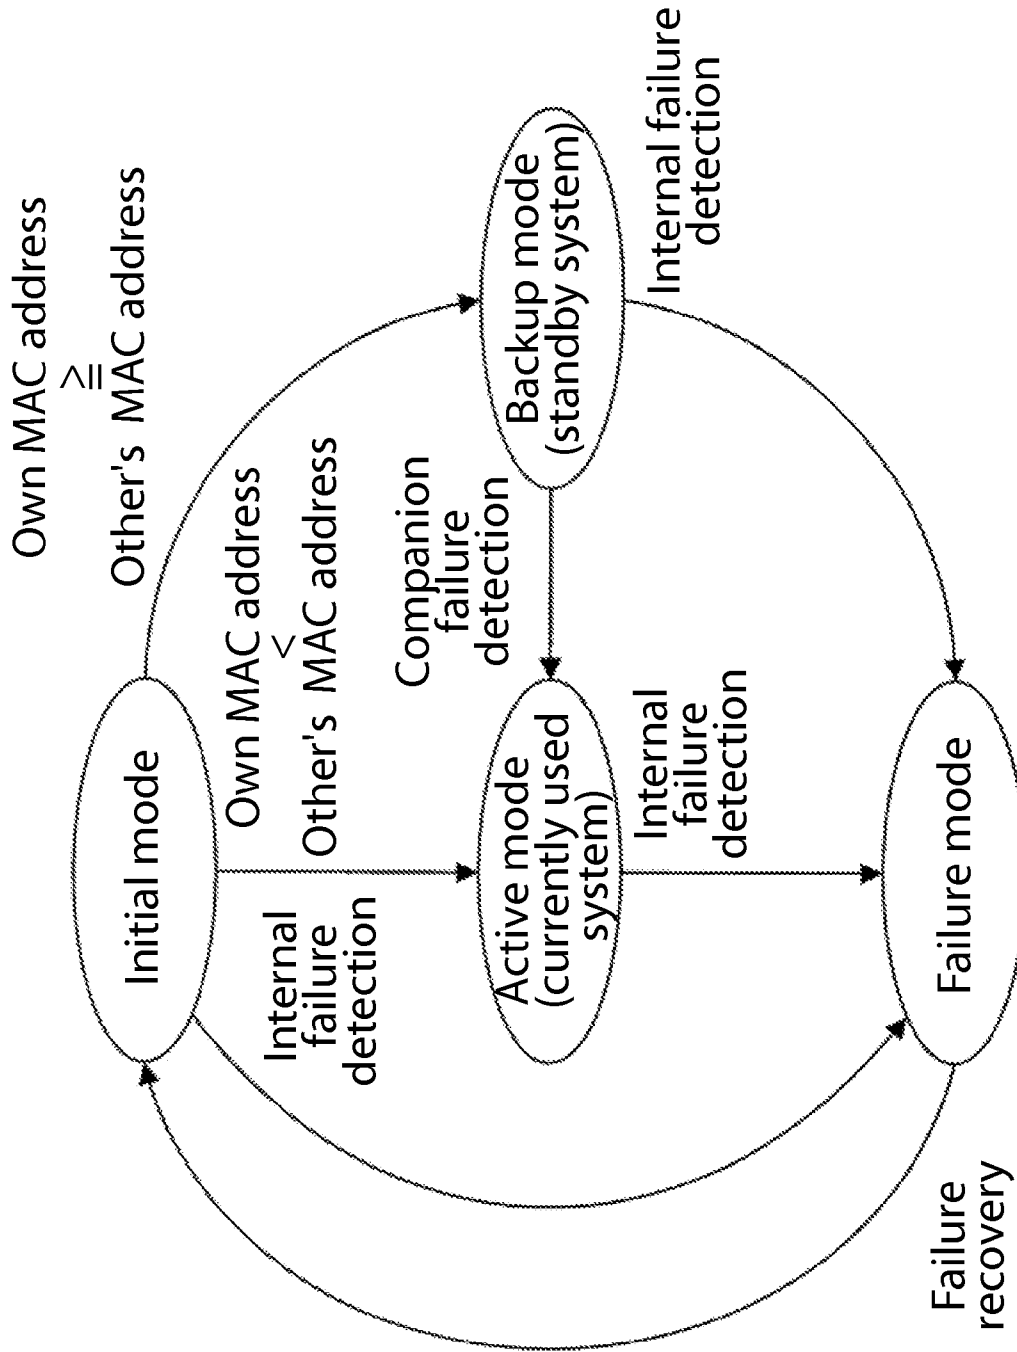 Own MAC address
≧
Other's MAC address
Initial mode
Own MAC address
<
Other's MAC address
Internal
failure
detection
Companion
failure
detection
Active mode
(currently used
system)
Backup mode
(standby system)
Internal
failure
detection
Internal failure
detection
Failure mode
Failure
recovery